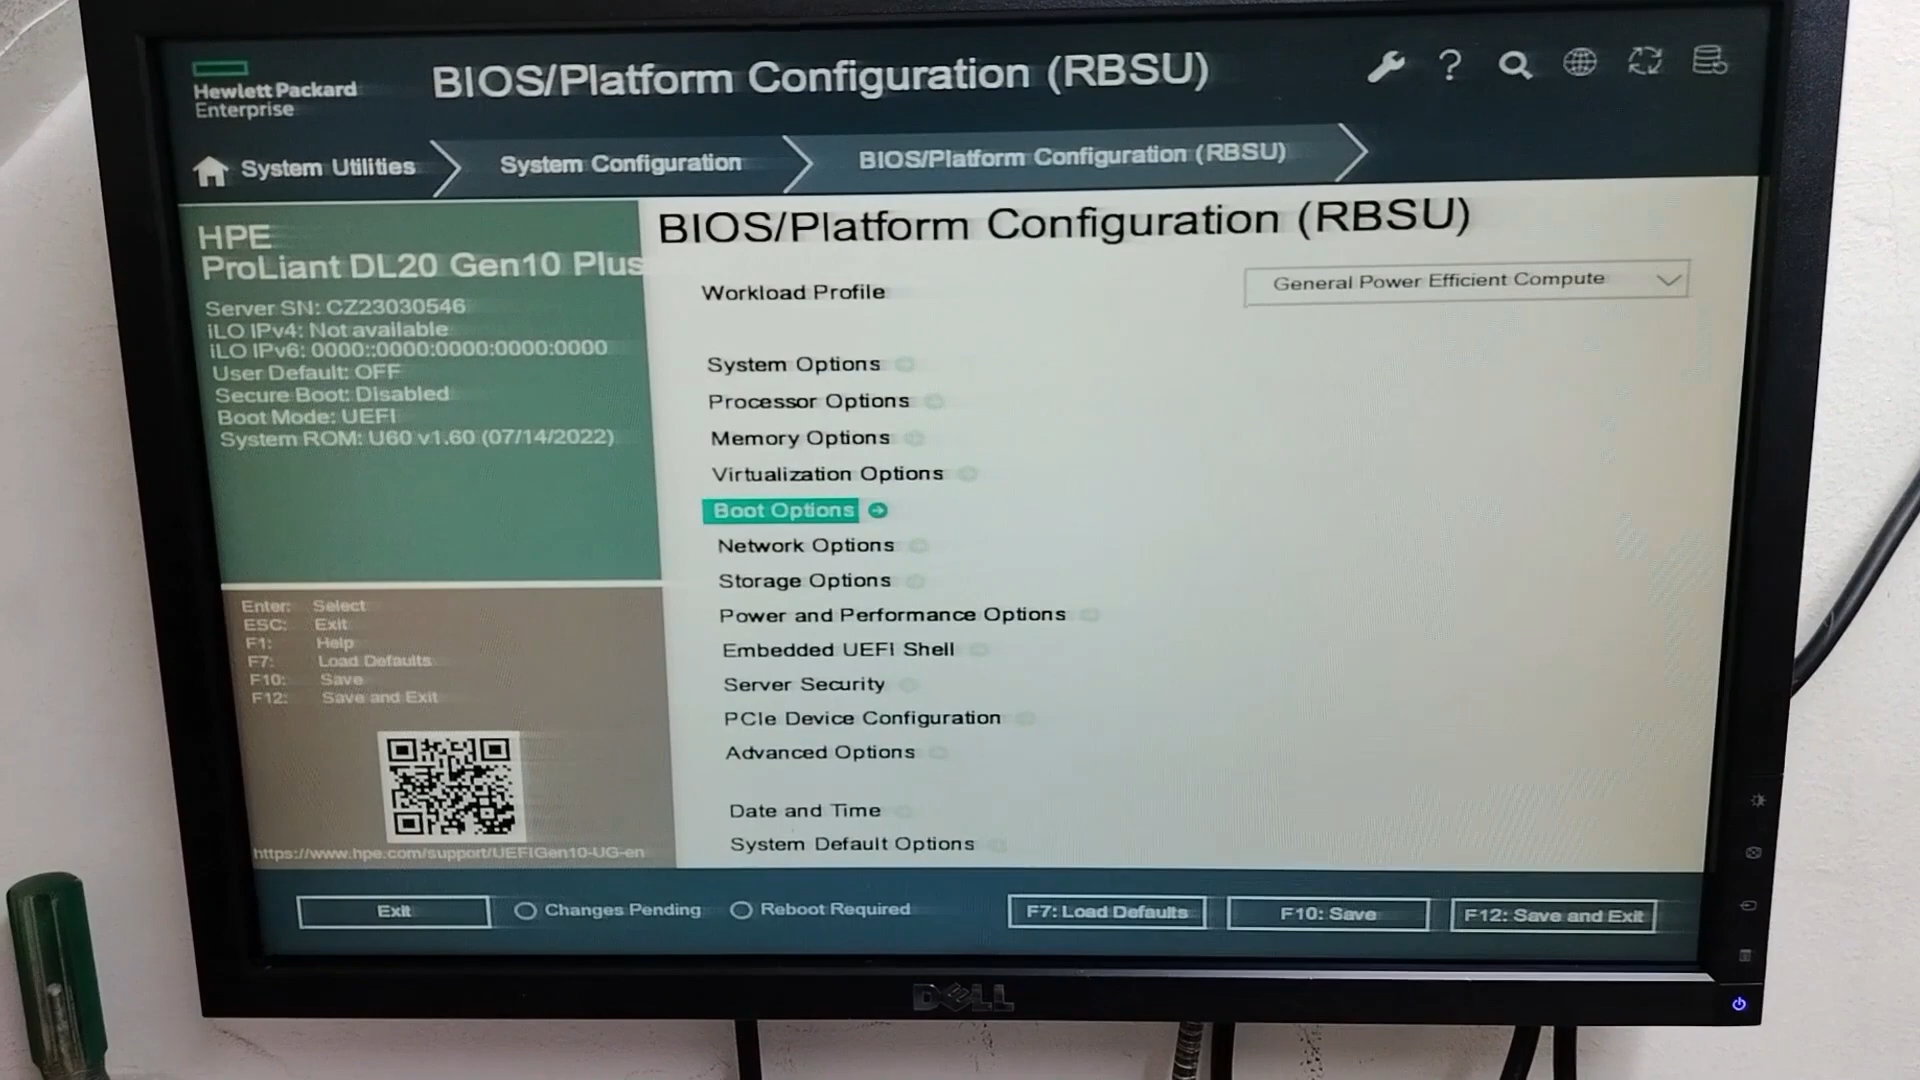 Hewlett Packard
Enterprise
BIOS/Platform Configuration (RBSU)
System Utilities
System Configuration
BIOS/Platform Configuration (RBSU)
HPE
ProLiant DL20 Gen10 Plus
Server SN: CZ23030546
iLO IPv4: Not available
iLO IPv6: 0000::0000:0000:0000:0000
User Default: OFF
Secure Boot: Disabled
Boot Mode: UEFI
System ROM: U60 v1.60 (07/14/2022)
Enter: Select
ESC: Exit
F1: Help
F7: Load Defaults
F10: Save
F12: Save and Exit
https://www.hpe.com/support/UEFIGen10-UG-en
BIOS/Platform Configuration (RBSU)
Workload Profile
General Power Efficient Compute
System Options
Processor Options
Memory Options
Virtualization Options
Boot Options
Network Options
Storage Options
Power and Performance Options
Embedded UEFI Shell
Server Security
PCIe Device Configuration
Advanced Options
Date and Time
System Default Options
Exit
Changes Pending
Reboot Required
F7: Load Defaults
F10: Save
F12: Save and Exit
DELL